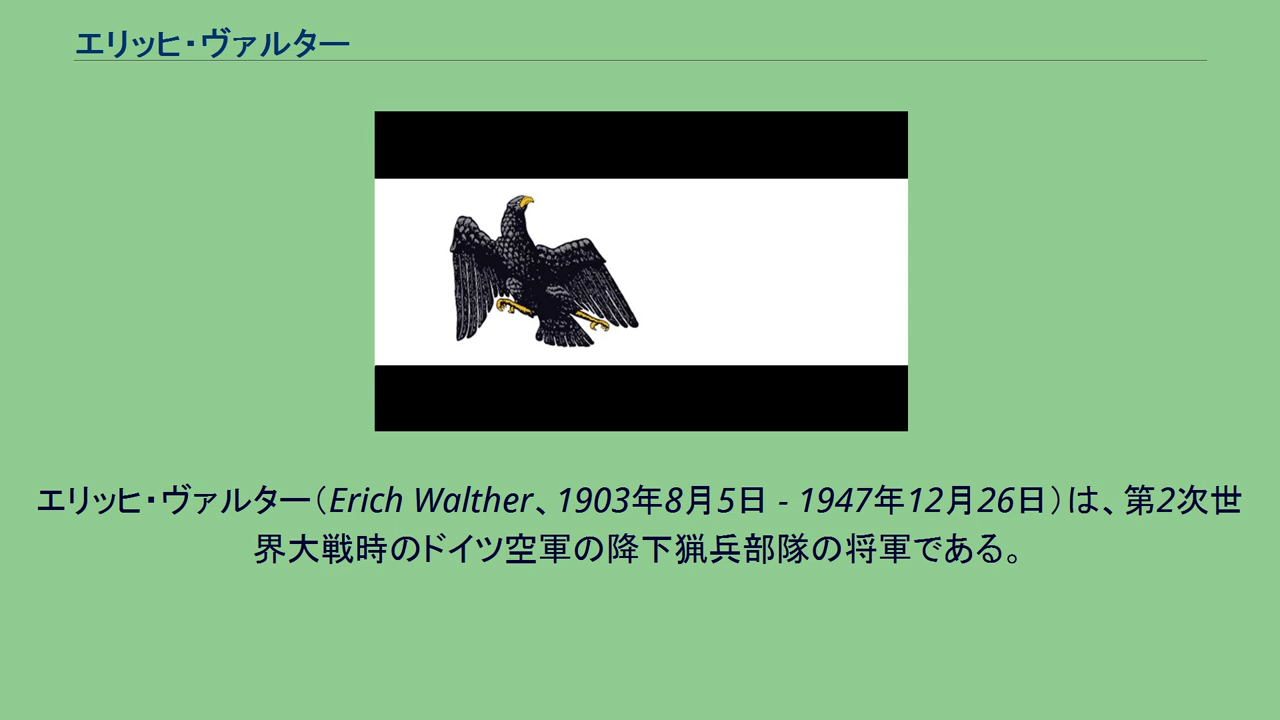 エリッヒ・ヴァルター
エリッヒ・ヴァルター（Erich Walther、1903年8月5日 - 1947年12月26日）は、第2次世
界大戦時のドイツ空軍の降下猟兵部隊の将軍である。